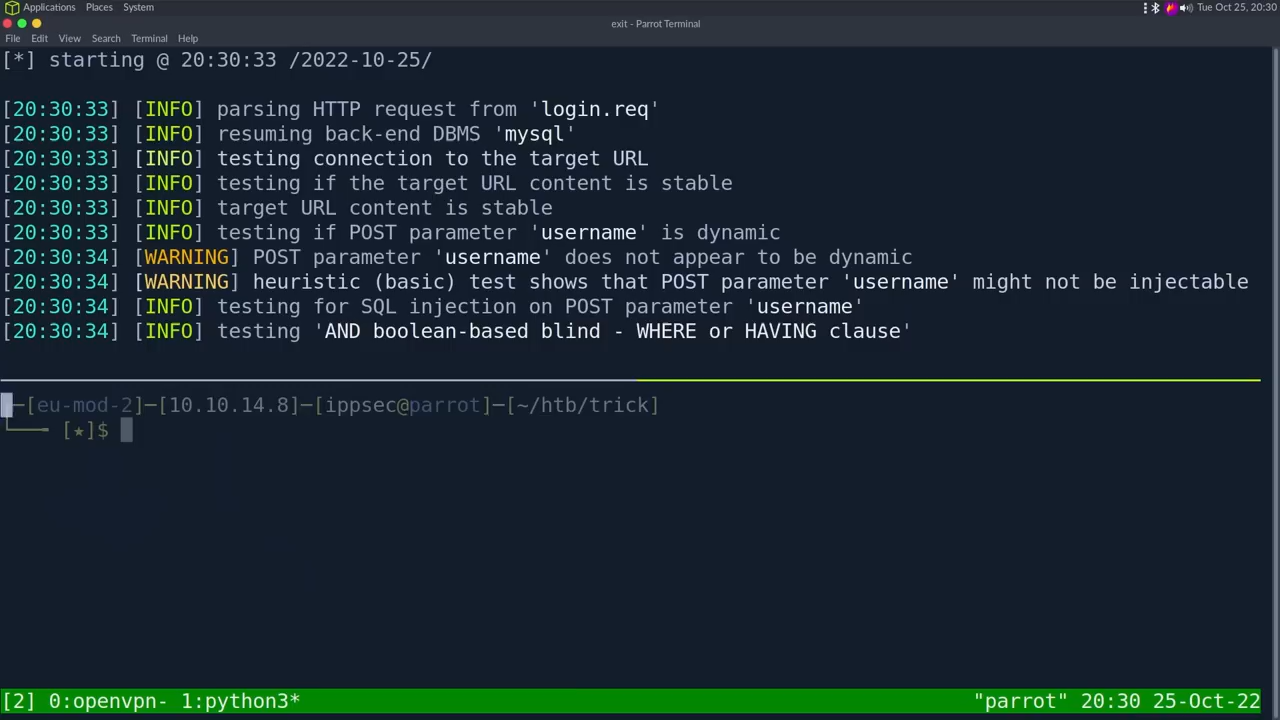 Applications Places System Tue Oct 25, 20:30
exit - Parrot Terminal
File Edit View Search Terminal Help
[*] starting @ 20:30:33 /2022-10-25/
[20:30:33] [INFO] parsing HTTP request from 'login.req'
[20:30:33] [INFO] resuming back-end DBMS 'mysql'
[20:30:33] [INFO] testing connection to the target URL
[20:30:33] [INFO] testing if the target URL content is stable
[20:30:33] [INFO] target URL content is stable
[20:30:33] [INFO] testing if POST parameter 'username' is dynamic
[20:30:34] [WARNING] POST parameter 'username' does not appear to be dynamic
[20:30:34] [WARNING] heuristic (basic) test shows that POST parameter 'username' might not be injectable
[20:30:34] [INFO] testing for SQL injection on POST parameter 'username'
[20:30:34] [INFO] testing 'AND boolean-based blind - WHERE or HAVING clause'
─[eu-mod-2]─[10.10.14.8]─[ippsec@parrot]─[~/htb/trick]
└──── [★]$
[2] 0:openvpn- 1:python3* "parrot" 20:30 25-Oct-22